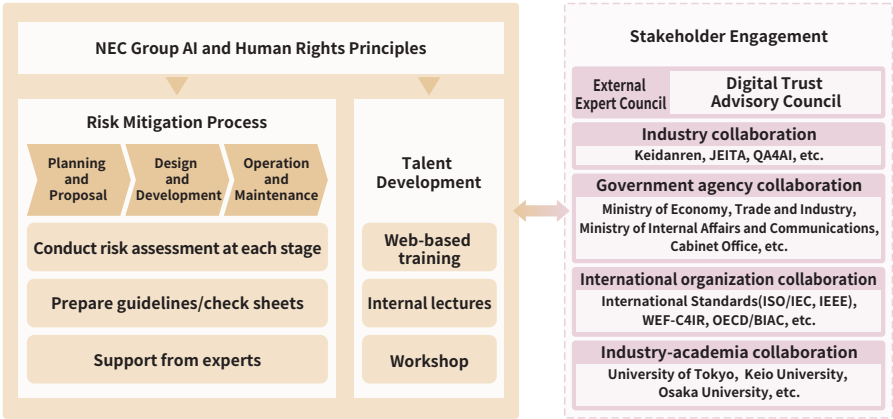 NEC Group AI and Human Rights Principles
Risk Mitigation Process
Planning
and
Proposal
Design
and
Development
Operation
and
Maintenance
Conduct risk assessment at each stage
Prepare guidelines/check sheets
Support from experts
Talent
Development
Web-based
training
Internal lectures
Workshop
Stakeholder Engagement
External
Expert Council
Digital Trust
Advisory Council
Industry collaboration
Keidanren, JEITA, QA4AI, etc.
Government agency collaboration
Ministry of Economy, Trade and Industry,
Ministry of Internal Affairs and Communications,
Cabinet Office, etc.
International organization collaboration
International Standards(ISO/IEC, IEEE),
WEF-C4IR, OECD/BIAC, etc.
Industry-academia collaboration
University of Tokyo, Keio University,
Osaka University, etc.